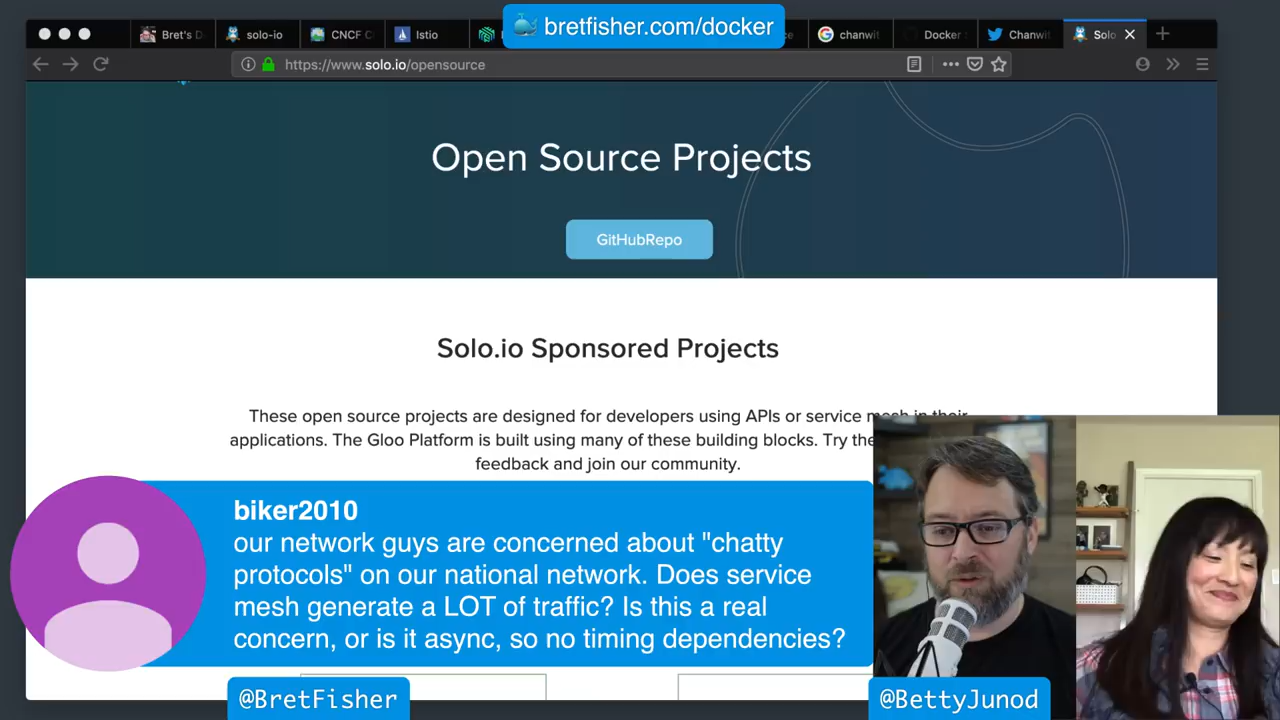 bretfisher.com/docker
Bret's D
solo-io
CNCF C
Istio
ce
chanwit
Docker
Chanwit
Solo
https://www.solo.io/opensource
Open Source Projects
GitHubRepo
Solo.io Sponsored Projects
These open source projects are designed for developers using APIs or service mesh in their
applications. The Gloo Platform is built using many of these building blocks. Try the
feedback and join our community.
biker2010
our network guys are concerned about "chatty
protocols" on our national network. Does service
mesh generate a LOT of traffic? Is this a real
concern, or is it async, so no timing dependencies?
@BretFisher
@BettyJunod